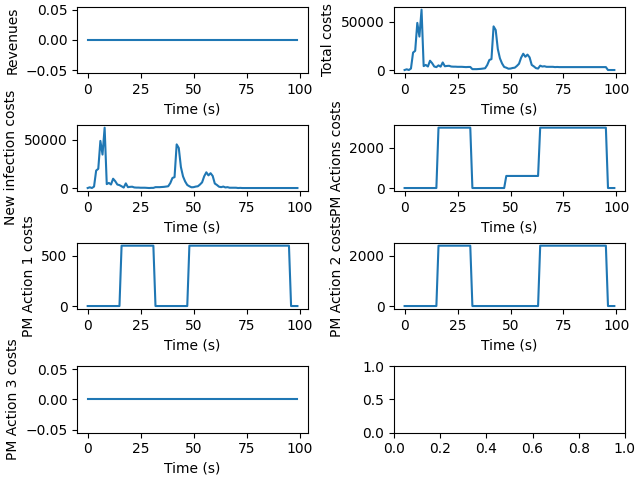 Revenues
0.05
0.00
−0.05
0 25 50 75 100
Time (s)
Total costs
50000
0
0 25 50 75 100
Time (s)
New infection costs
50000
0
0 25 50 75 100
Time (s)
PM Actions costs
2000
0
0 25 50 75 100
Time (s)
PM Action 1 costs
500
0
0 25 50 75 100
Time (s)
PM Action 2 costs
2000
0
0 25 50 75 100
Time (s)
PM Action 3 costs
0.05
0.00
−0.05
0 25 50 75 100
Time (s)
1.0
0.5
0.0
0.0 0.2 0.4 0.6 0.8 1.0